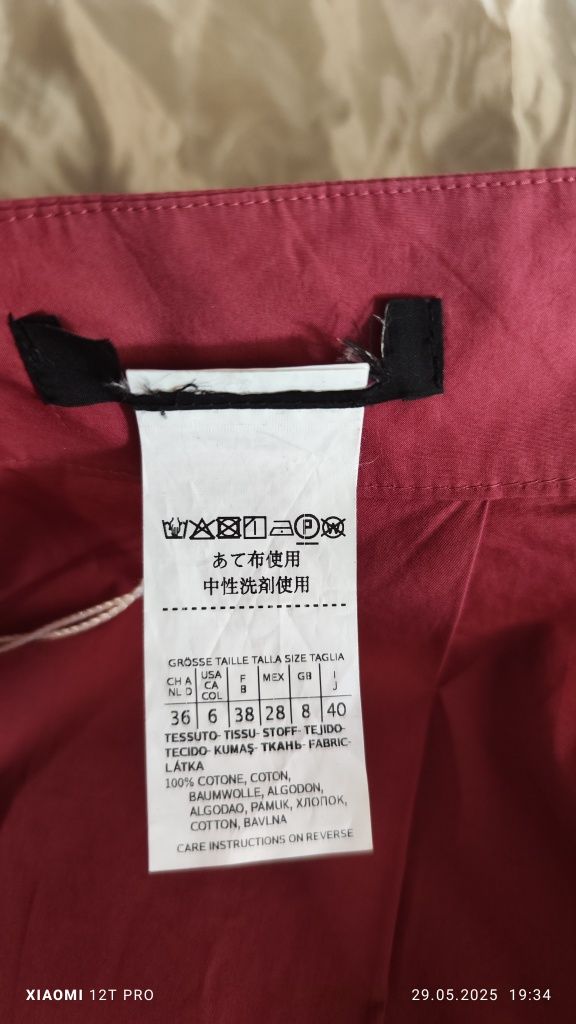 あて布使用
中性洗剤使用
GRÖSSE TAILLE TALLA SIZE TAGLIA
CH A NL D USA CA COL F B MEX GB I J
36 6 38 28 8 40
TESSUTO- TISSU- STOFF- TEJIDO-
TECIDO- KUMAŞ- ТКАНЬ- FABRIC-
LÁTKA
100% COTONE, COTON,
BAUMWOLLE, ALGODON,
ALGODAO, PAMUK, ХЛОПОК,
COTTON, BAVLNA
CARE INSTRUCTIONS ON REVERSE
XIAOMI 12T PRO
29.05.2025 19:34